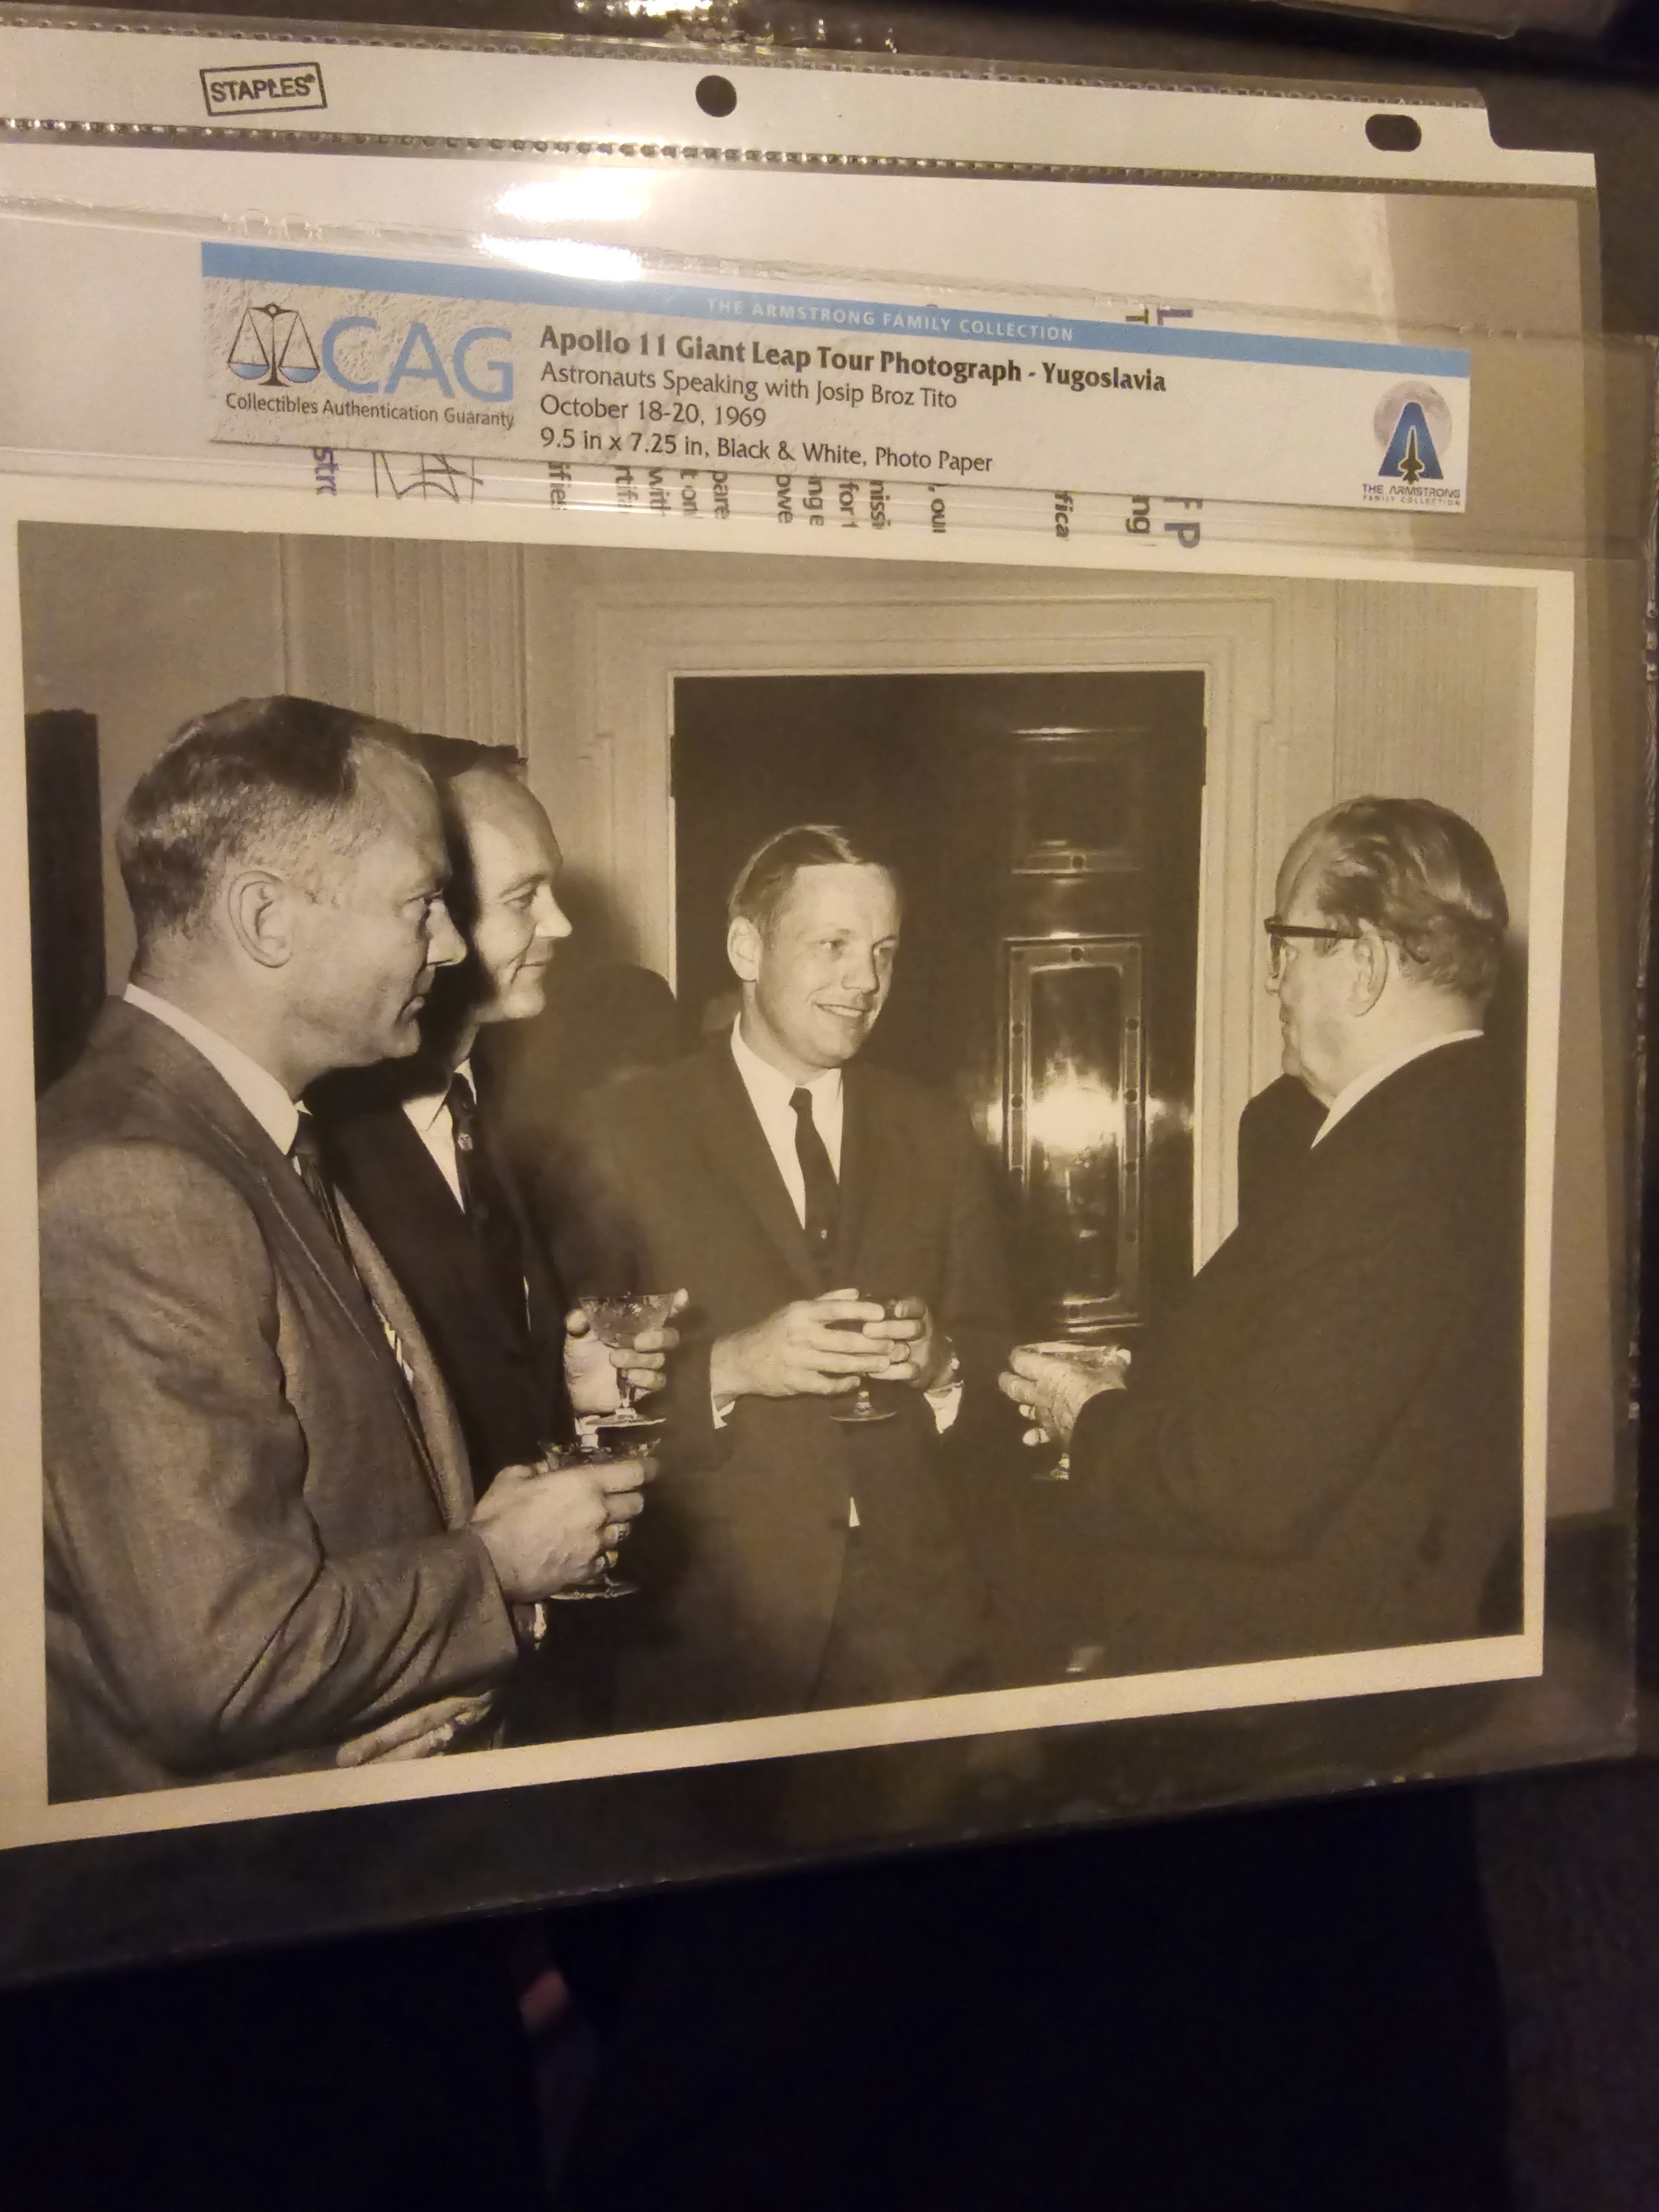 STAPLES®
THE ARMSTRONG FAMILY COLLECTION
CAG
Collectibles Authentication Guaranty
Apollo 11 Giant Leap Tour Photograph - Yugoslavia
Astronauts Speaking with Josip Broz Tito
October 18-20, 1969
9.5 in x 7.25 in, Black & White, Photo Paper
THE ARMSTRONG
FAMILY COLLECTION